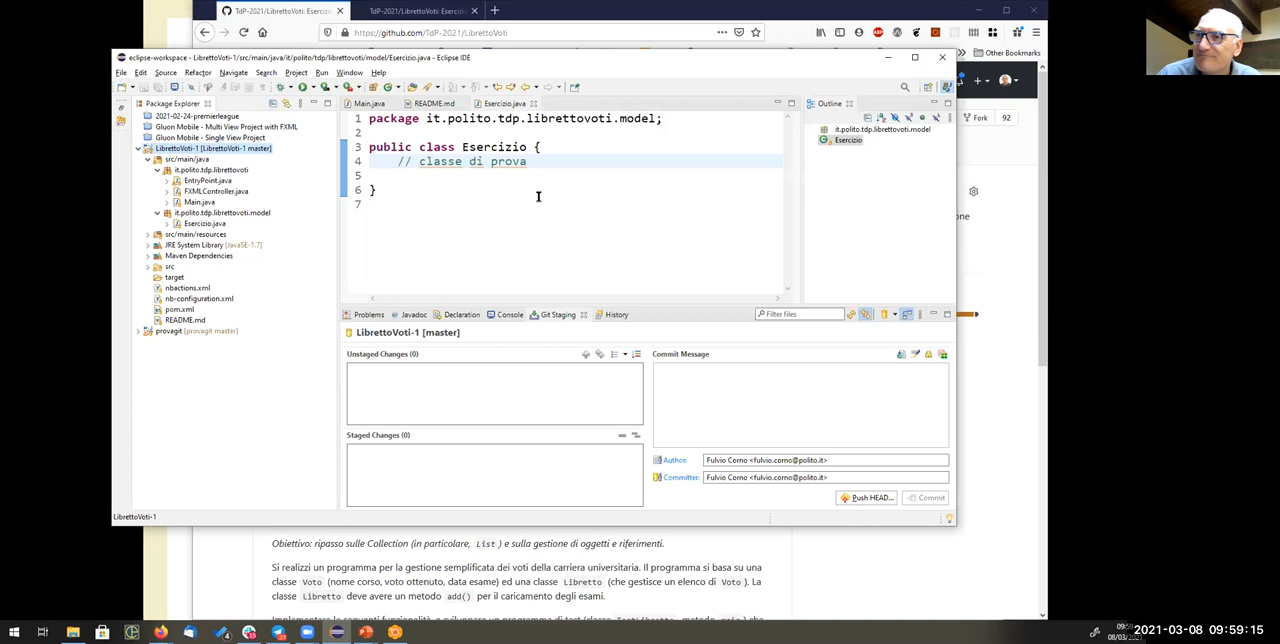 TdP-2021/LibrettoVoti: Eserciz
TdP-2021/LibrettoVoti: Esercizi
https://github.com/TdP-2021/LibrettoVoti
Other Bookmarks
Fork 92
eclipse-workspace - LibrettoVoti-1/src/main/java/it/polito/tdp/librettovoti/model/Esercizio.java - Eclipse IDE
File Edit Source Refactor Navigate Search Project Run Window Help
Package Explorer
2021-02-24-premierleague
Gluon Mobile - Multi View Project with FXML
Gluon Mobile - Single View Project
LibrettoVoti-1 [LibrettoVoti-1 master]
src/main/java
it.polito.tdp.librettovoti
EntryPoint.java
FXMLController.java
Main.java
it.polito.tdp.librettovoti.model
Esercizio.java
src/main/resources
JRE System Library [JavaSE-1.7]
Maven Dependencies
src
target
nbactions.xml
nb-configuration.xml
pom.xml
README.md
provagit [provagit master]
Main.java README.md Esercizio.java
1 package it.polito.tdp.librettovoti.model;
2
3 public class Esercizio {
4 // classe di prova
5
6 }
7
Outline
it.polito.tdp.librettovoti.model
Esercizio
one
Problems Javadoc Declaration Console Git Staging History
Filter files
LibrettoVoti-1 [master]
Unstaged Changes (0)
Staged Changes (0)
Commit Message
Author: Fulvio Corno <fulvio.corno@polito.it>
Committer: Fulvio Corno <fulvio.corno@polito.it>
Push HEAD... Commit
LibrettoVoti-1
Obiettivo: ripasso sulle Collection (in particolare, List ) e sulla gestione di oggetti e riferimenti.
Si realizzi un programma per la gestione semplificata dei voti della carriera universitaria. Il programma si basa su una
classe Voto (nome corso, voto ottenuto, data esame) ed una classe Libretto (che gestisce un elenco di Voto ). La
classe Libretto deve avere un metodo add() per il caricamento degli esami.
08/03/
2021-03-08 09:59:15